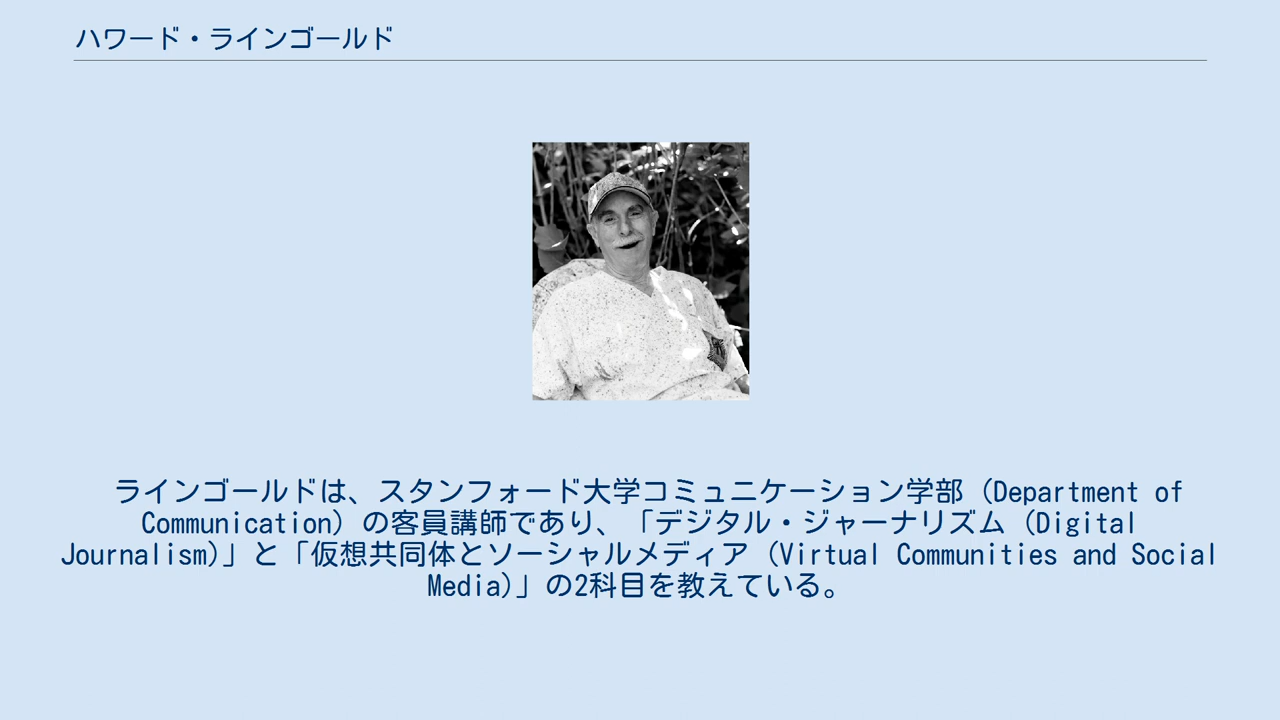 ハワード・ラインゴールド
ラインゴールドは、スタンフォード大学コミュニケーション学部 (Department of
Communication) の客員講師であり、「デジタル・ジャーナリズム (Digital
Journalism)」と「仮想共同体とソーシャルメディア (Virtual Communities and Social
Media)」の2科目を教えている。